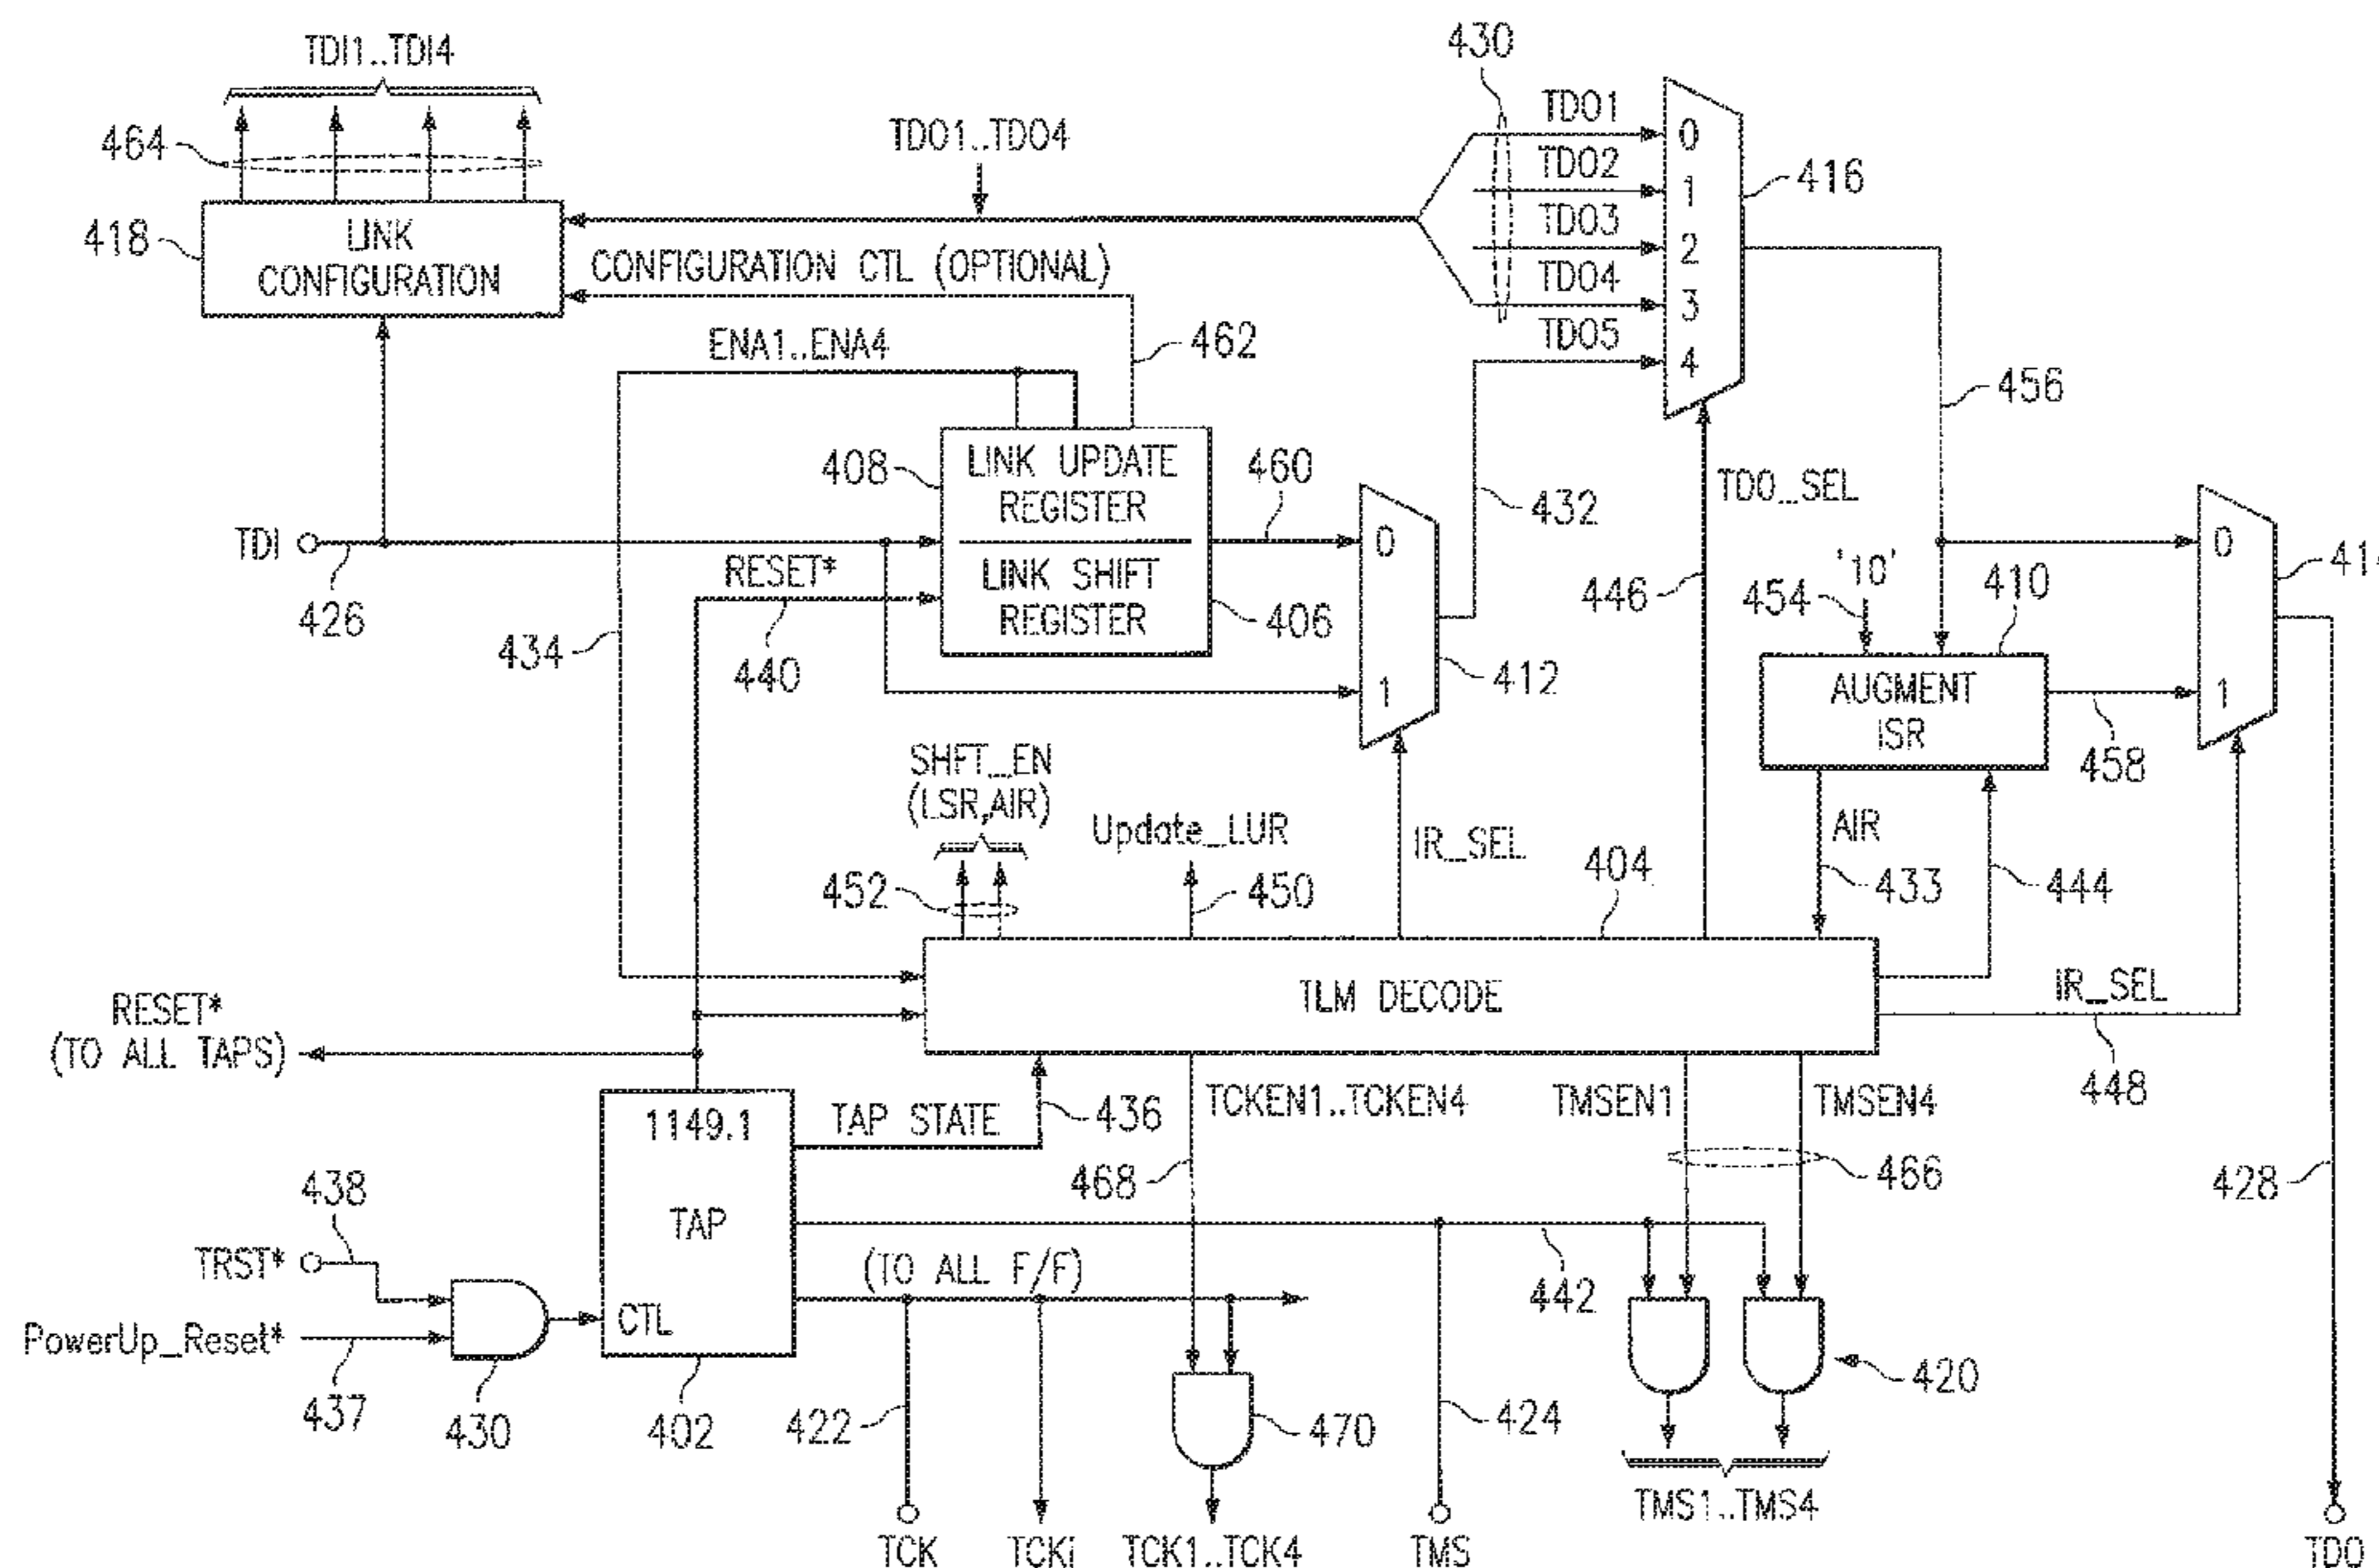 TDI1..TDI4
464
418
LINK
CONFIGURATION
TDO1..TDO4
CONFIGURATION CTL (OPTIONAL)
ENA1..ENA4
462
430
TDO1
TDO2
TDO3
TDO4
TDO5
0
1
2
3
4
416
456
TDI
426
RESET*
440
434
408
LINK UPDATE
REGISTER
LINK SHIFT
REGISTER
406
460
0
1
412
432
TDO_SEL
446
'10'
454
410
AUGMENT
ISR
458
0
1
SHFT_EN
(LSR,AIR)
452
Update_LUR
450
IR_SEL
404
AIR
433
444
TLM DECODE
IR_SEL
448
RESET*
(TO ALL TAPS)
1149.1
TAP
CTL
402
TAP STATE
436
TCKEN1..TCKEN4
468
TMSEN1
TMSEN4
466
428
438
TRST*
PowerUp_Reset*
437
430
(TO ALL F/F)
442
422
470
424
420
TCK
TCKi
TCK1..TCK4
TMS
TMS1..TMS4
TDO